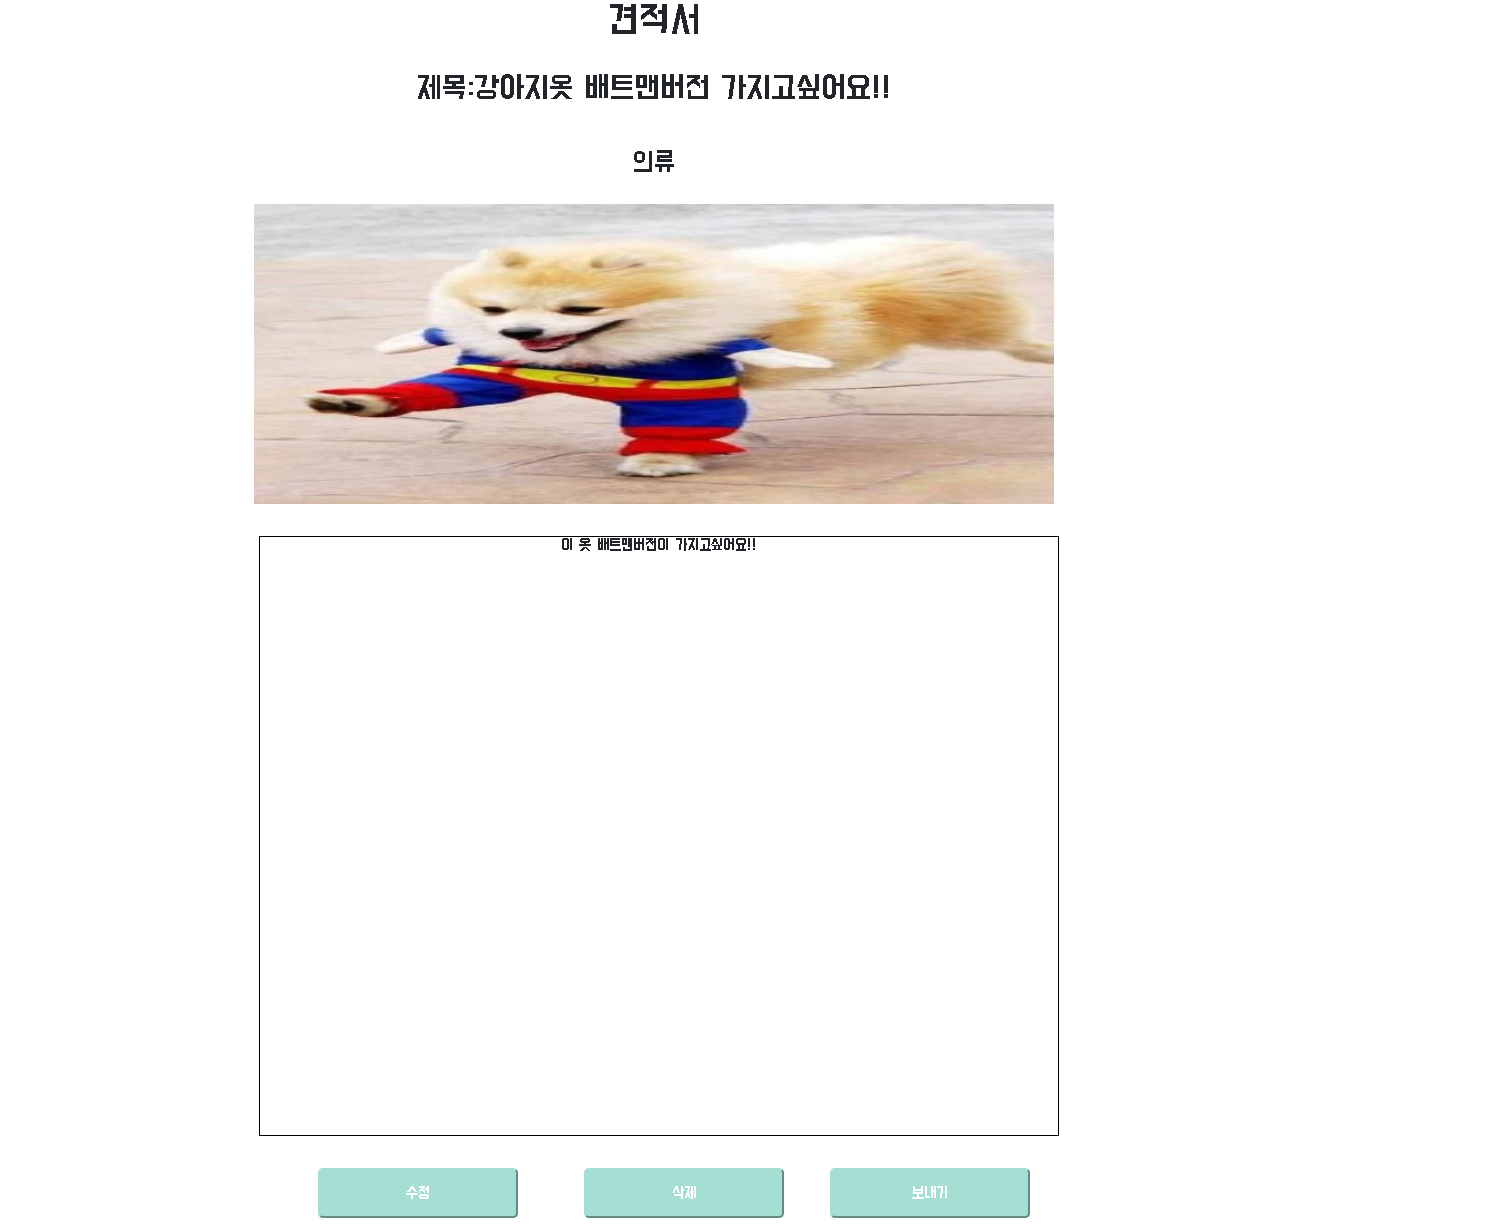 견적서
제목:강아지옷 배트맨버전 가지고싶어요!!
의류
이 옷 배트맨버전이 가지고싶어요!!
수정
삭제
보내기